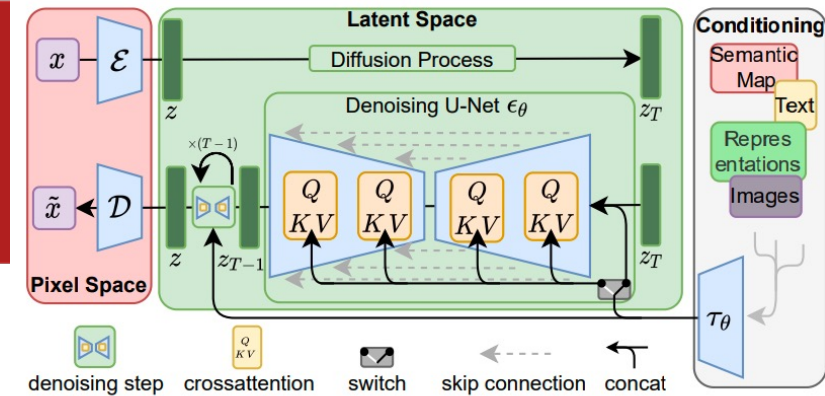 Latent Space
Conditioning
x
ℰ
z
Diffusion Process
z_T
Semantic
Map
Text
Repres
entations
Images
Denoising U-Net ϵ_θ
×(T−1)
Q
KV
Q
KV
Q
KV
Q
KV
x̃
𝒟
z
z_{T−1}
z_T
Pixel Space
τ_θ
Q
KV
denoising step
crossattention
switch
skip connection
concat